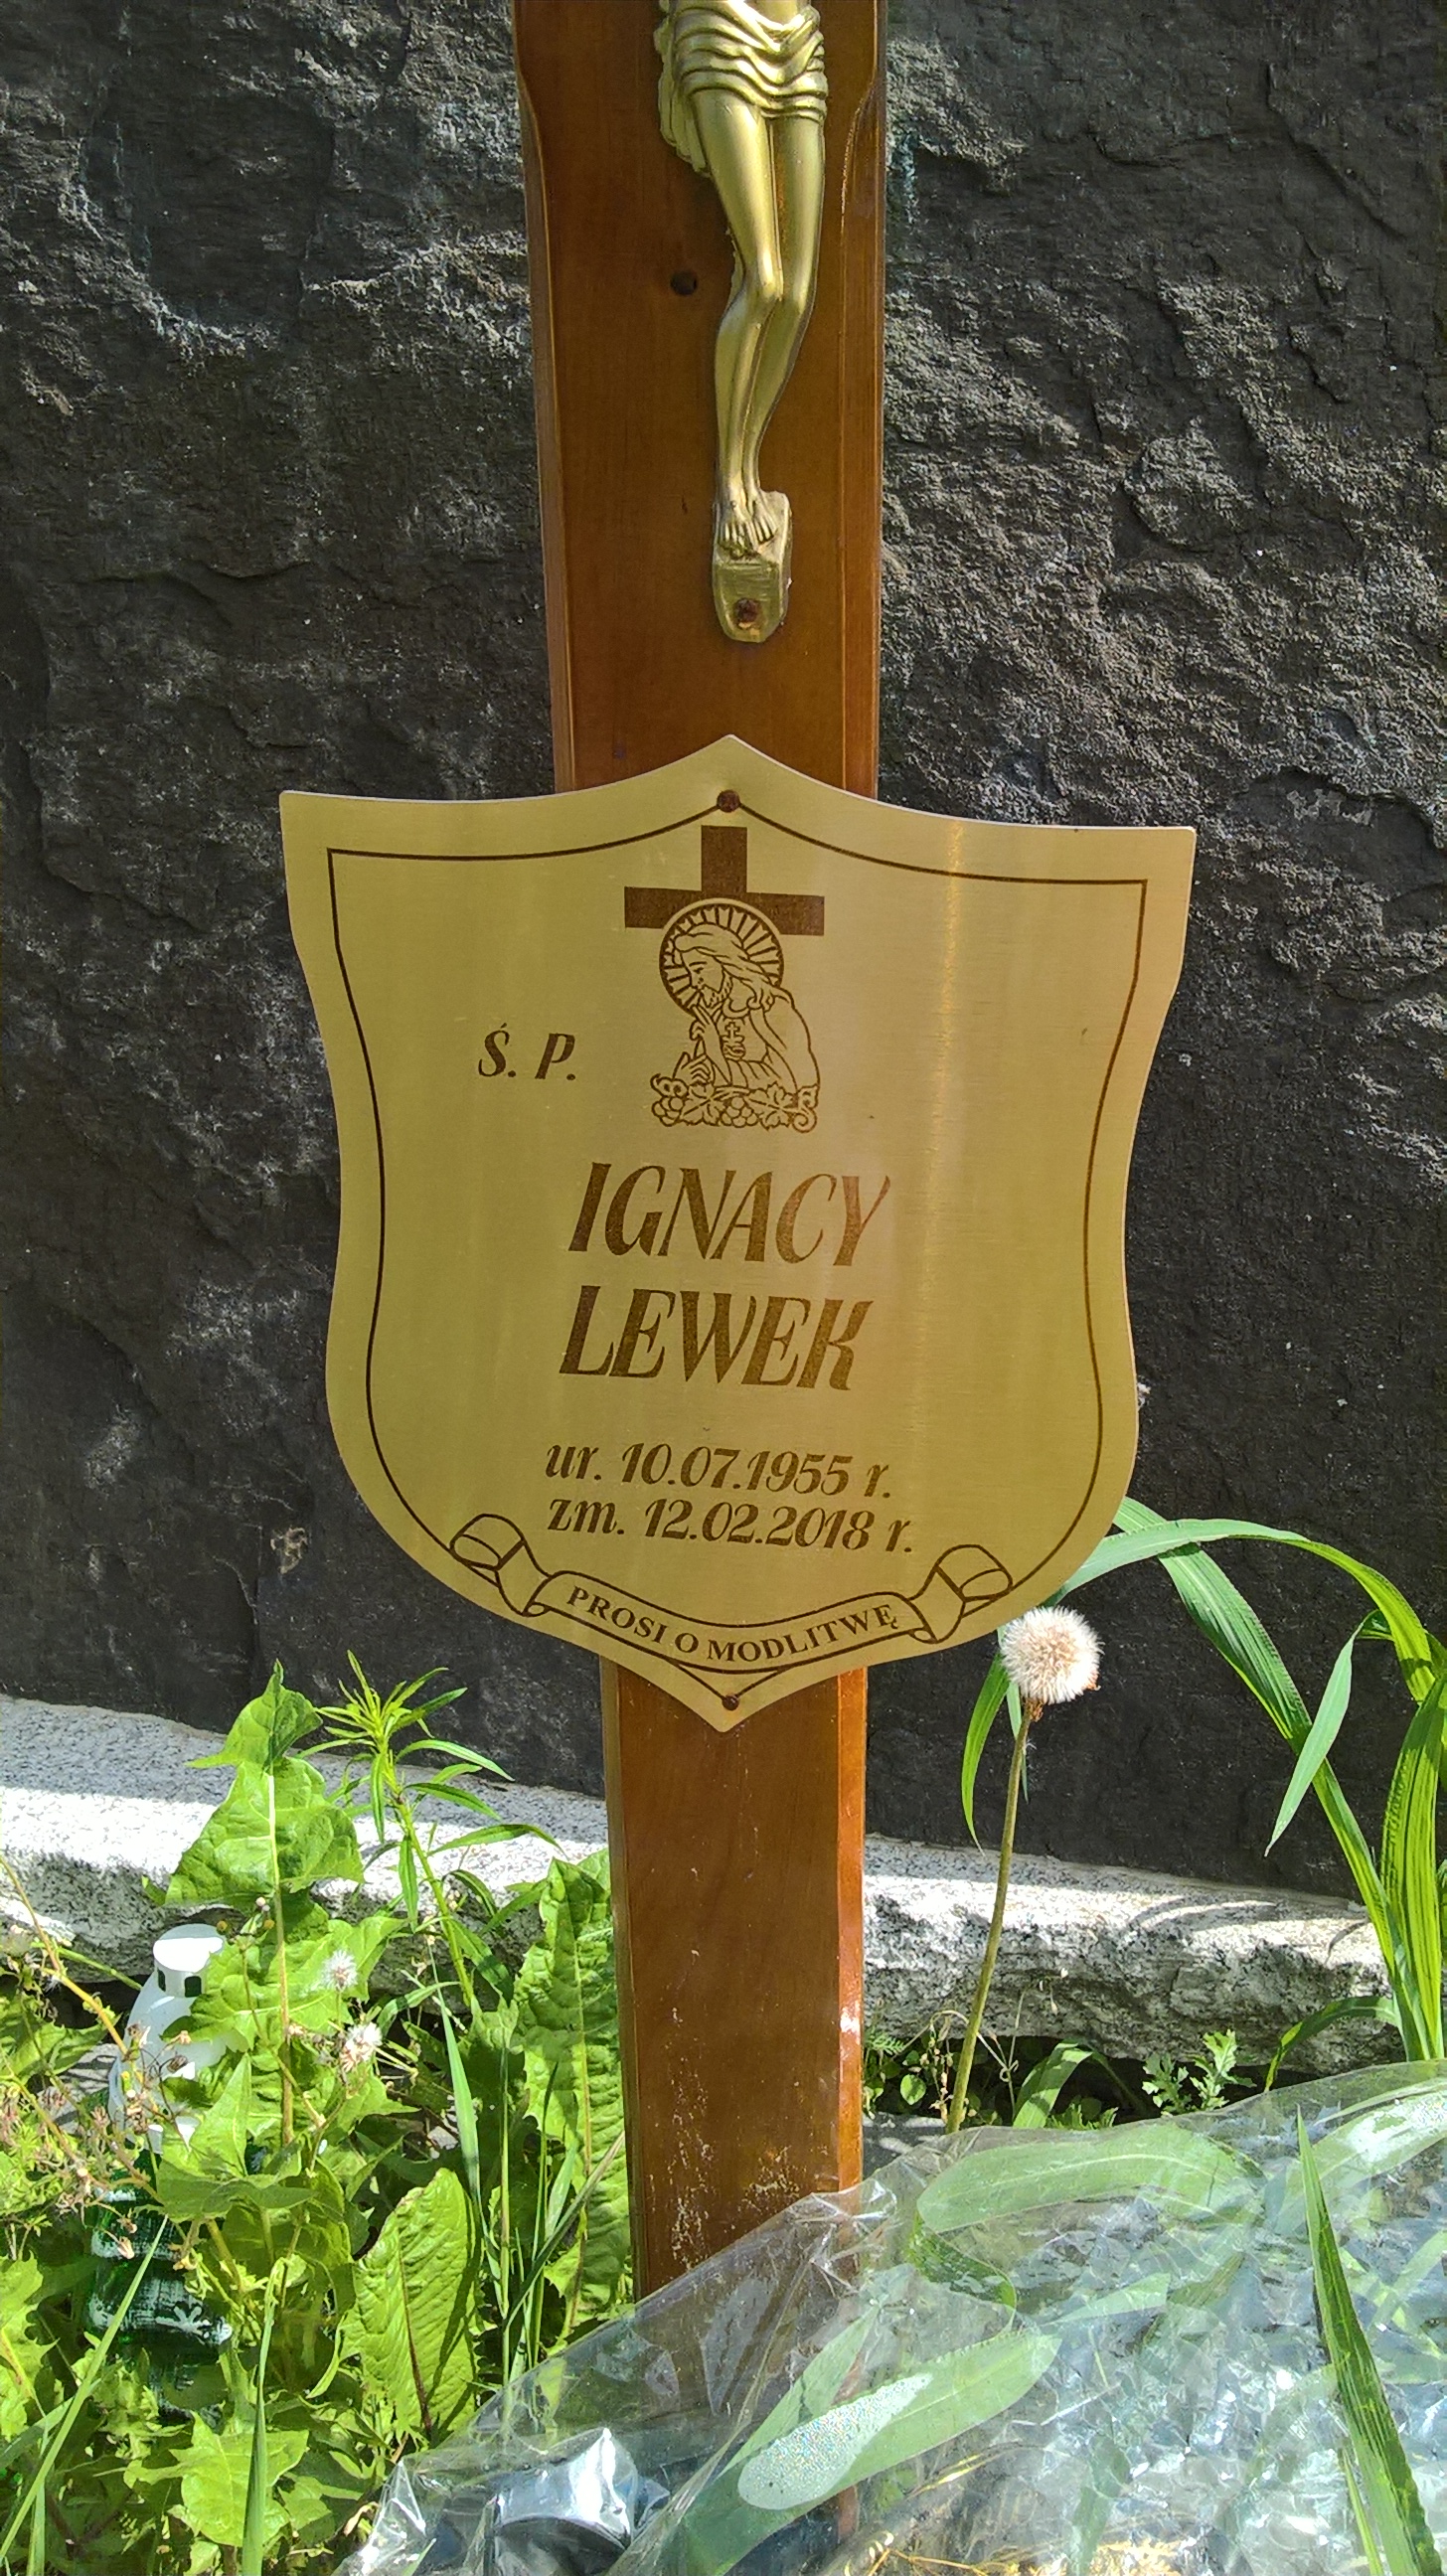 Ś. P.
IGNACY
LEWEK
ur. 10.07.1955 r.
zm. 12.02.2018 r.
PROSI O MODLITWĘ